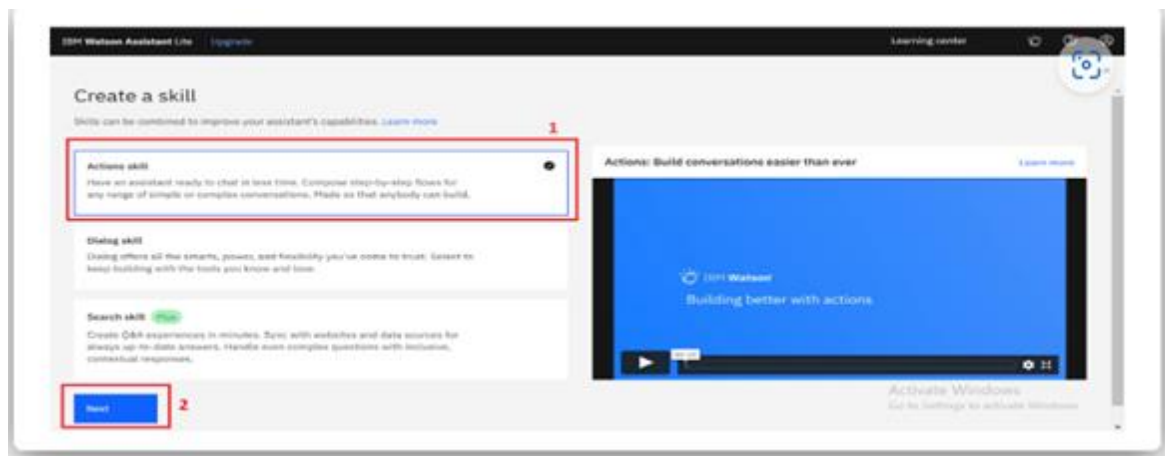 IBM Watson Assistant Lite Upgrade Learning center
Create a skill
Skills can be combined to improve your assistant's capabilities. Learn more
1
Actions skill
Have an assistant ready to chat in less time. Compose step-by-step flows for
any range of simple or complex conversations. Made so that anybody can build.
Dialog skill
Dialog offers all the smarts, power, and flexibility you've come to trust. Select to
keep building with the tools you know and love.
Search skill Plus
Create Q&A experiences in minutes. Sync with websites and data sources for
always up-to-date answers. Handle even complex questions with inclusive,
contextual responses.
Next
2
Actions: Build conversations easier than ever Learn more
IBM Watson
Building better with actions
Activate Windows
Go to Settings to activate Windows